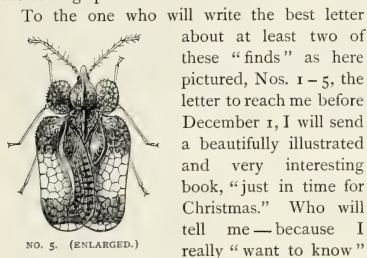 To the one who will write the best letter
about at least two of
these “finds” as here
pictured, Nos. 1–5, the
letter to reach me before
December 1, I will send
a beautifully illustrated
and very interesting
book, “just in time for
Christmas.” Who will
tell me—because I
really “want to know”
NO. 5. (ENLARGED.)